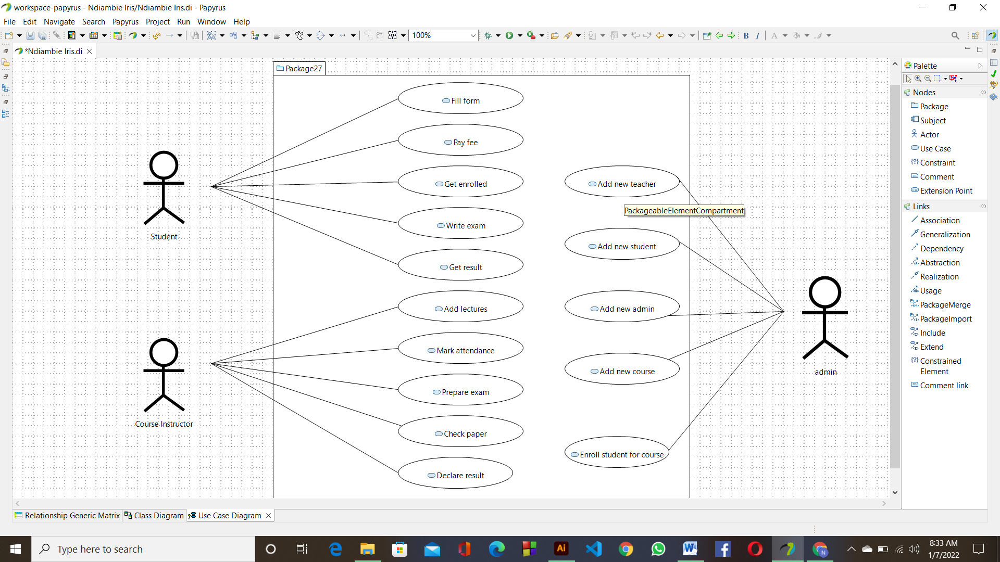 workspace-papyrus - Ndiambie Iris/Ndiambie Iris.di - Papyrus
File Edit Navigate Search Papyrus Project Run Window Help
100%
B I A
*Ndiambie Iris.di
Package27
Fill form
Pay fee
Get enrolled
Write exam
Get result
Add lectures
Mark attendance
Prepare exam
Check paper
Declare result
Add new teacher
PackageableElementCompartment
Add new student
Add new admin
Add new course
Enroll student for course
Student
Course Instructor
admin
Palette
Nodes
Package
Subject
Actor
Use Case
Constraint
Comment
Extension Point
Links
Association
Generalization
Dependency
Abstraction
Realization
Usage
PackageMerge
PackageImport
Include
Extend
Constrained
Element
Comment link
Relationship Generic Matrix Class Diagram Use Case Diagram
Type here to search
Ai
N
8:33 AM
1/7/2022